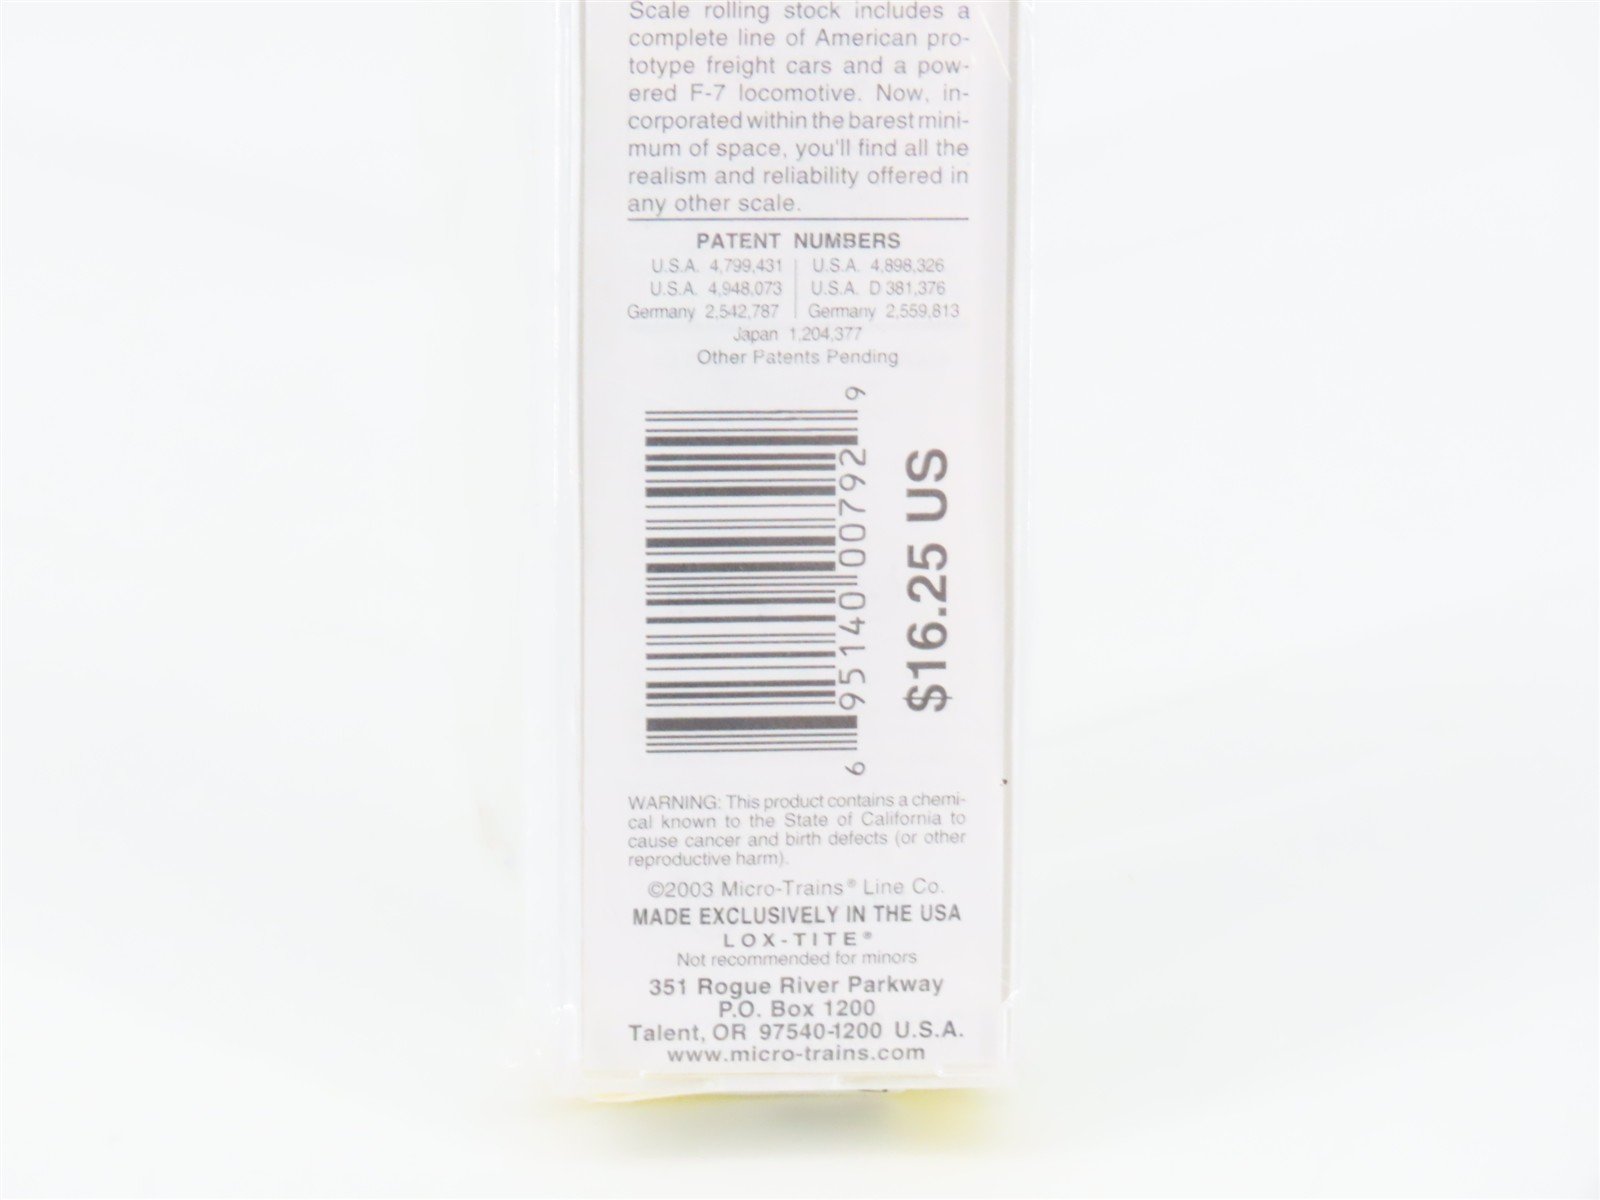 Scale rolling stock includes a
complete line of American pro-
totype freight cars and a pow-
ered F-7 locomotive. Now, in-
corporated within the barest mini-
mum of space, you'll find all the
realism and reliability offered in
any other scale.
PATENT NUMBERS
U.S.A. 4,799,431 U.S.A. 4,898,326
U.S.A. 4,948,073 U.S.A. D 381,376
Germany 2,542,787 Germany 2,559,813
Japan 1,204,377
Other Patents Pending
6 95140 00792 9
$16.25 US
WARNING: This product contains a chemi-
cal known to the State of California to
cause cancer and birth defects (or other
reproductive harm).
©2003 Micro-Trains® Line Co.
MADE EXCLUSIVELY IN THE USA
LOX-TITE®
Not recommended for minors
351 Rogue River Parkway
P.O. Box 1200
Talent, OR 97540-1200 U.S.A.
www.micro-trains.com